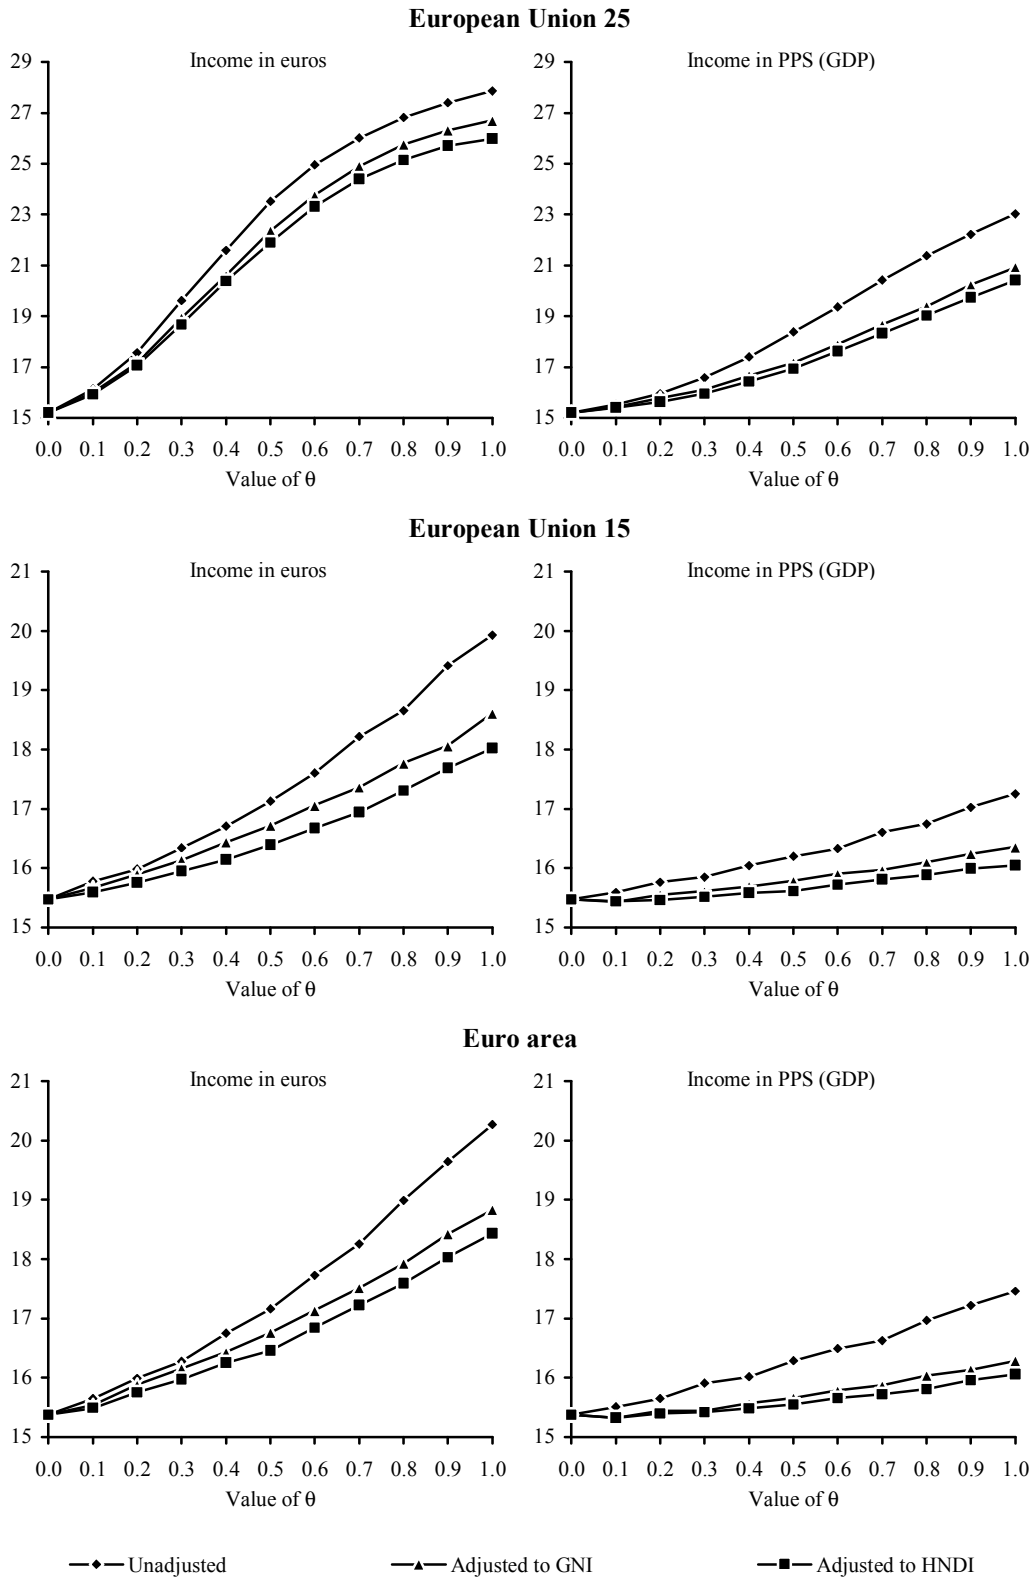 European Union 25
Income in euros
Income in PPS (GDP)
29
27
25
23
21
19
17
15
0.0 0.1 0.2 0.3 0.4 0.5 0.6 0.7 0.8 0.9 1.0
Value of θ
29
27
25
23
21
19
17
15
0.0 0.1 0.2 0.3 0.4 0.5 0.6 0.7 0.8 0.9 1.0
Value of θ
European Union 15
Income in euros
Income in PPS (GDP)
21
20
19
18
17
16
15
0.0 0.1 0.2 0.3 0.4 0.5 0.6 0.7 0.8 0.9 1.0
Value of θ
21
20
19
18
17
16
15
0.0 0.1 0.2 0.3 0.4 0.5 0.6 0.7 0.8 0.9 1.0
Value of θ
Euro area
Income in euros
Income in PPS (GDP)
21
20
19
18
17
16
15
0.0 0.1 0.2 0.3 0.4 0.5 0.6 0.7 0.8 0.9 1.0
Value of θ
21
20
19
18
17
16
15
0.0 0.1 0.2 0.3 0.4 0.5 0.6 0.7 0.8 0.9 1.0
Value of θ
Unadjusted
Adjusted to GNI
Adjusted to HNDI